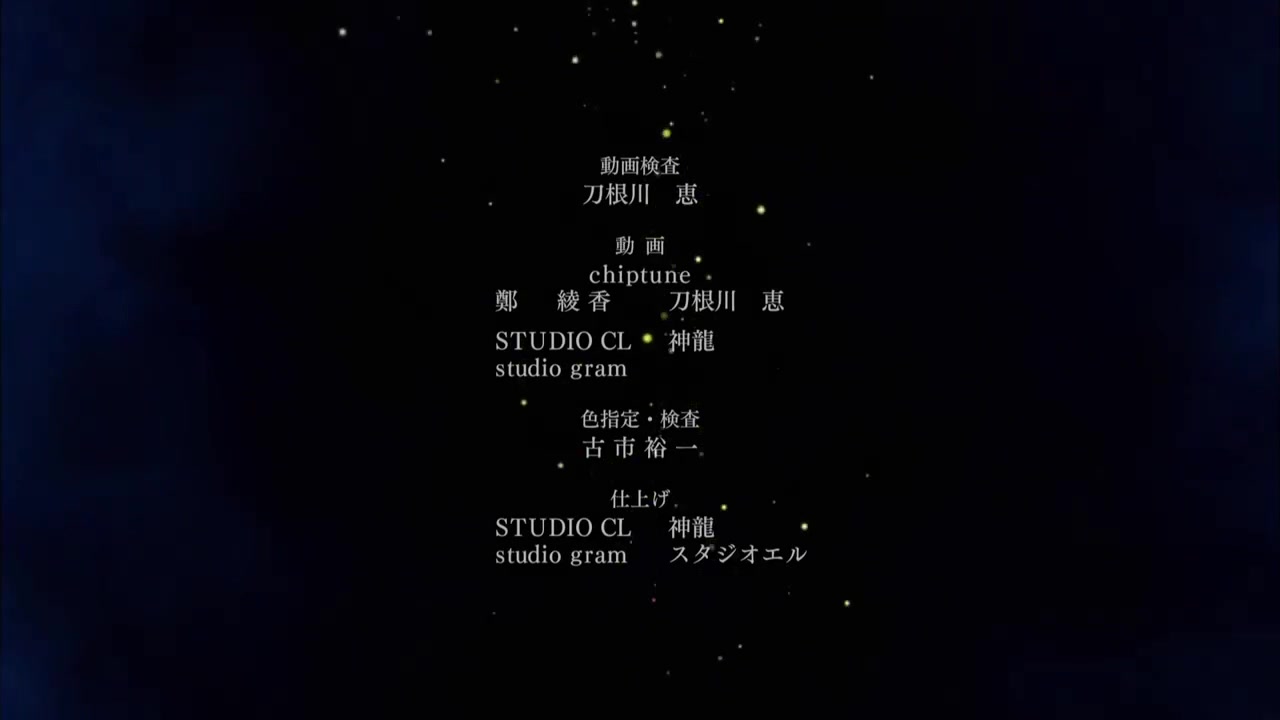 動画検査
刀根川　恵
動 画
chiptune
鄭　綾 香　　刀根川　恵
STUDIO CL　神龍
studio gram
色指定・検査
古 市 裕 一
仕上げ
STUDIO CL　神龍
studio gram　スタジオエル